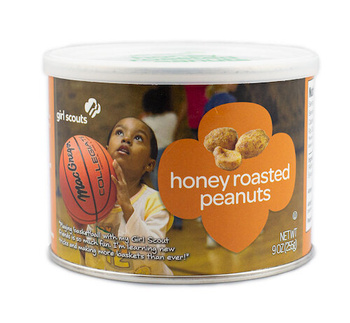 girl scouts
MacGregor
COLLEGIATE
honey roasted
peanuts
"Playing basketball with my Girl Scout
friends is so much fun. I'm learning new
tricks and making more baskets than ever!"
NET WT
9 OZ (255g)